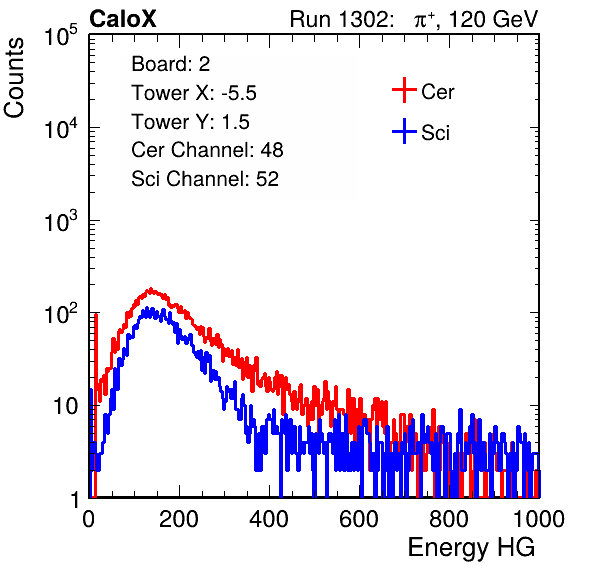 CaloX Run 1302: π⁺, 120 GeV
10⁵
10⁴
10³
10²
10
1
Counts
Board: 2
Tower X: -5.5
Tower Y: 1.5
Cer Channel: 48
Sci Channel: 52
Cer
Sci
0 200 400 600 800 1000
Energy HG